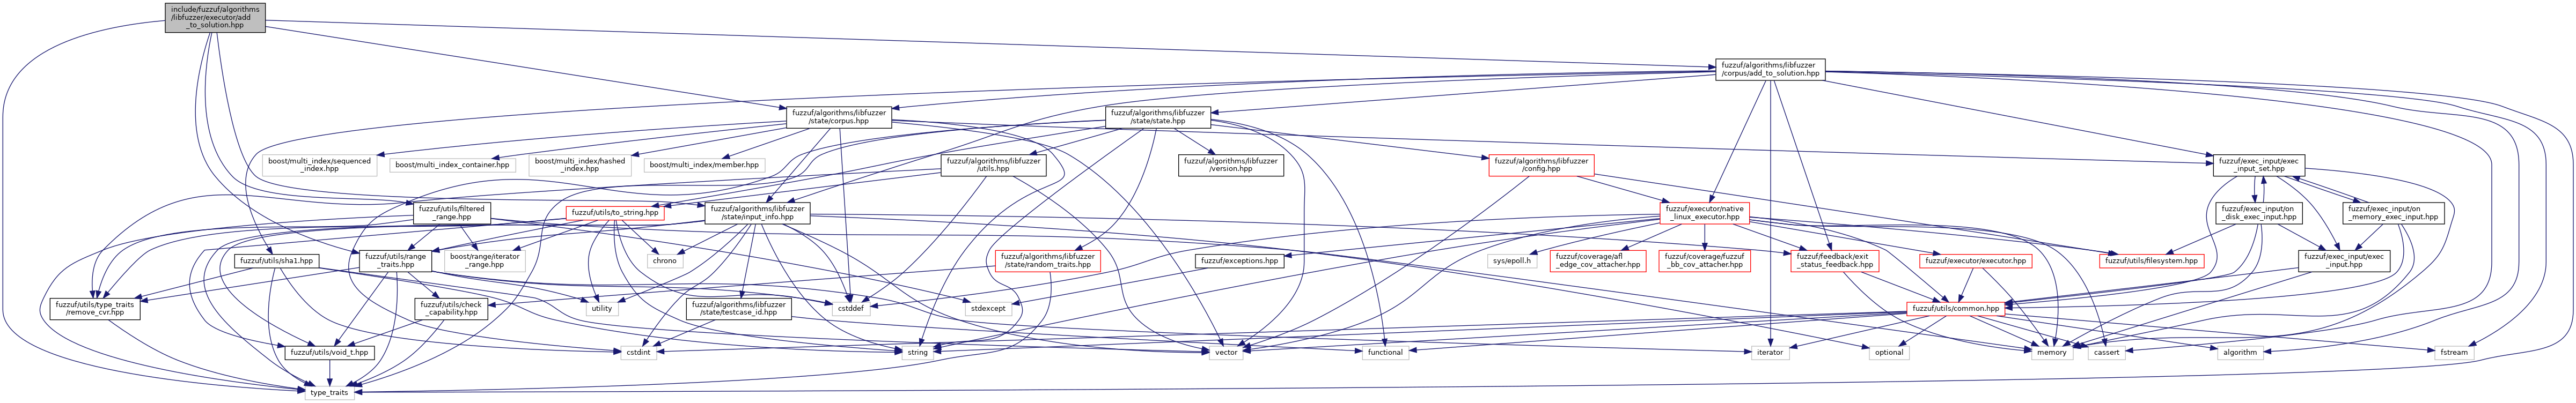 include/fuzzuf/algorithms
/libfuzzer/executor/add
_to_solution.hpp
fuzzuf/algorithms/libfuzzer
/corpus/add_to_solution.hpp
fuzzuf/algorithms/libfuzzer
/state/corpus.hpp
fuzzuf/algorithms/libfuzzer
/state/state.hpp
boost/multi_index/sequenced
_index.hpp
boost/multi_index_container.hpp
boost/multi_index/hashed
_index.hpp
boost/multi_index/member.hpp
fuzzuf/algorithms/libfuzzer
/utils.hpp
fuzzuf/algorithms/libfuzzer
/version.hpp
fuzzuf/algorithms/libfuzzer
/config.hpp
fuzzuf/exec_input/exec
_input_set.hpp
fuzzuf/utils/filtered
_range.hpp
fuzzuf/utils/to_string.hpp
fuzzuf/algorithms/libfuzzer
/state/input_info.hpp
fuzzuf/executor/native
_linux_executor.hpp
fuzzuf/exec_input/on
_disk_exec_input.hpp
fuzzuf/exec_input/on
_memory_exec_input.hpp
fuzzuf/utils/sha1.hpp
fuzzuf/utils/range
_traits.hpp
boost/range/iterator
_range.hpp
chrono
fuzzuf/algorithms/libfuzzer
/state/random_traits.hpp
fuzzuf/exceptions.hpp
sys/epoll.h
fuzzuf/coverage/afl
_edge_cov_attacher.hpp
fuzzuf/coverage/fuzzuf
_bb_cov_attacher.hpp
fuzzuf/feedback/exit
_status_feedback.hpp
fuzzuf/executor/executor.hpp
fuzzuf/utils/filesystem.hpp
fuzzuf/exec_input/exec
_input.hpp
fuzzuf/utils/type_traits
/remove_cvr.hpp
fuzzuf/utils/check
_capability.hpp
utility
fuzzuf/algorithms/libfuzzer
/state/testcase_id.hpp
cstddef
stdexcept
fuzzuf/utils/common.hpp
fuzzuf/utils/void_t.hpp
cstdint
string
vector
functional
iterator
optional
memory
cassert
algorithm
fstream
type_traits